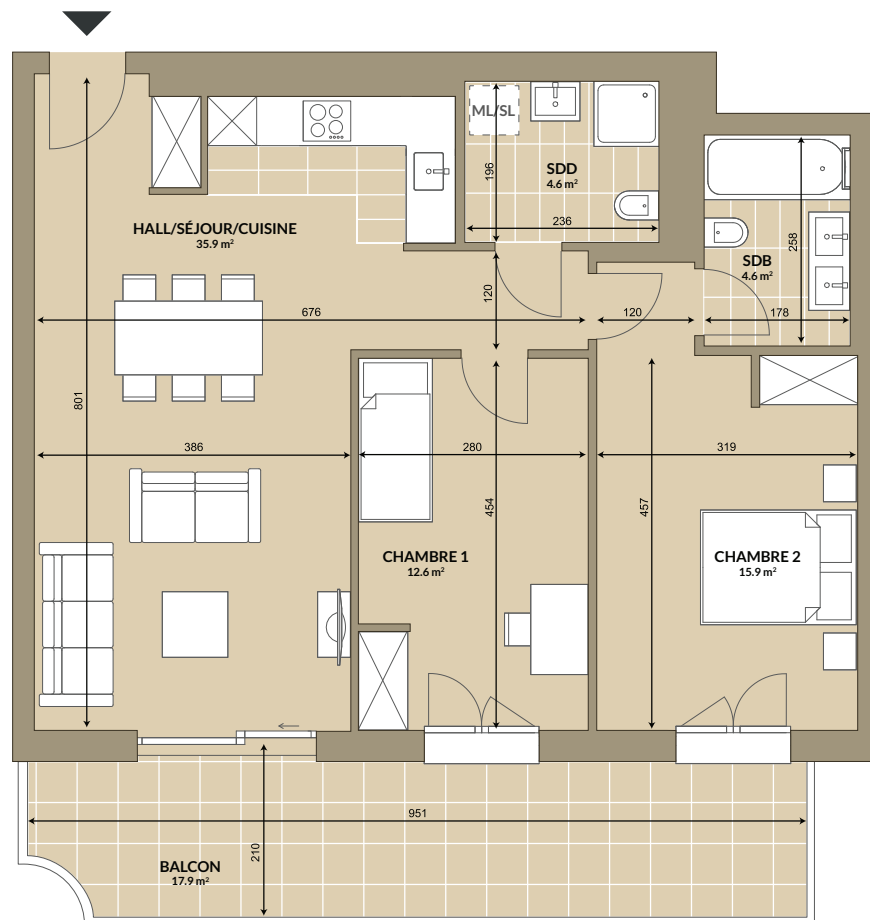 ML/SL
SDD
4.6 m²
196
236
HALL/SÉJOUR/CUISINE
35.9 m²
SDB
4.6 m²
258
178
120
676
120
801
386
280
319
454
457
CHAMBRE 1
12.6 m²
CHAMBRE 2
15.9 m²
951
210
BALCON
17.9 m²